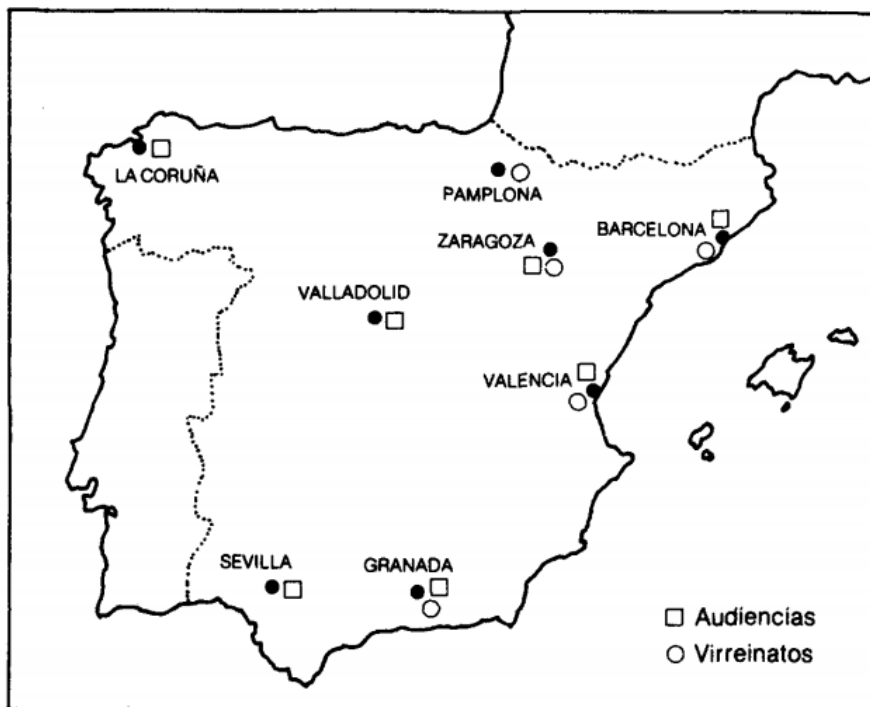 LA CORUÑA
PAMPLONA
ZARAGOZA
BARCELONA
VALLADOLID
VALENCIA
SEVILLA
GRANADA
Audiencias
Virreinatos